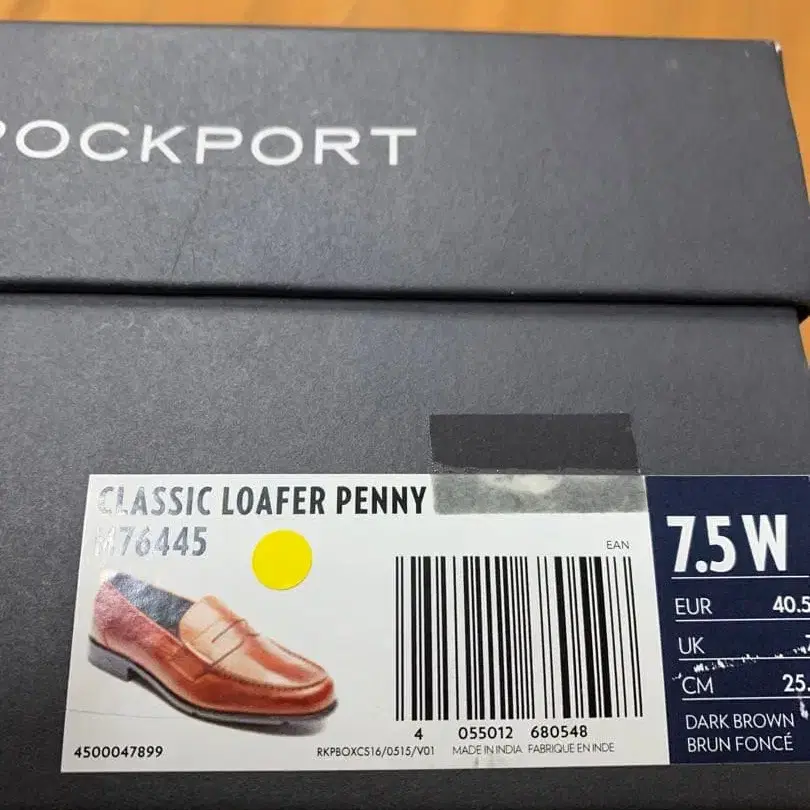 ROCKPORT
CLASSIC LOAFER PENNY
M76445
EAN
7.5 W
EUR 40.5
UK
CM 25.
DARK BROWN
BRUN FONCÉ
4 055012 680548
4500047899
RKPBOXCS16/0515/V01
MADE IN INDIA FABRIQUE EN INDE